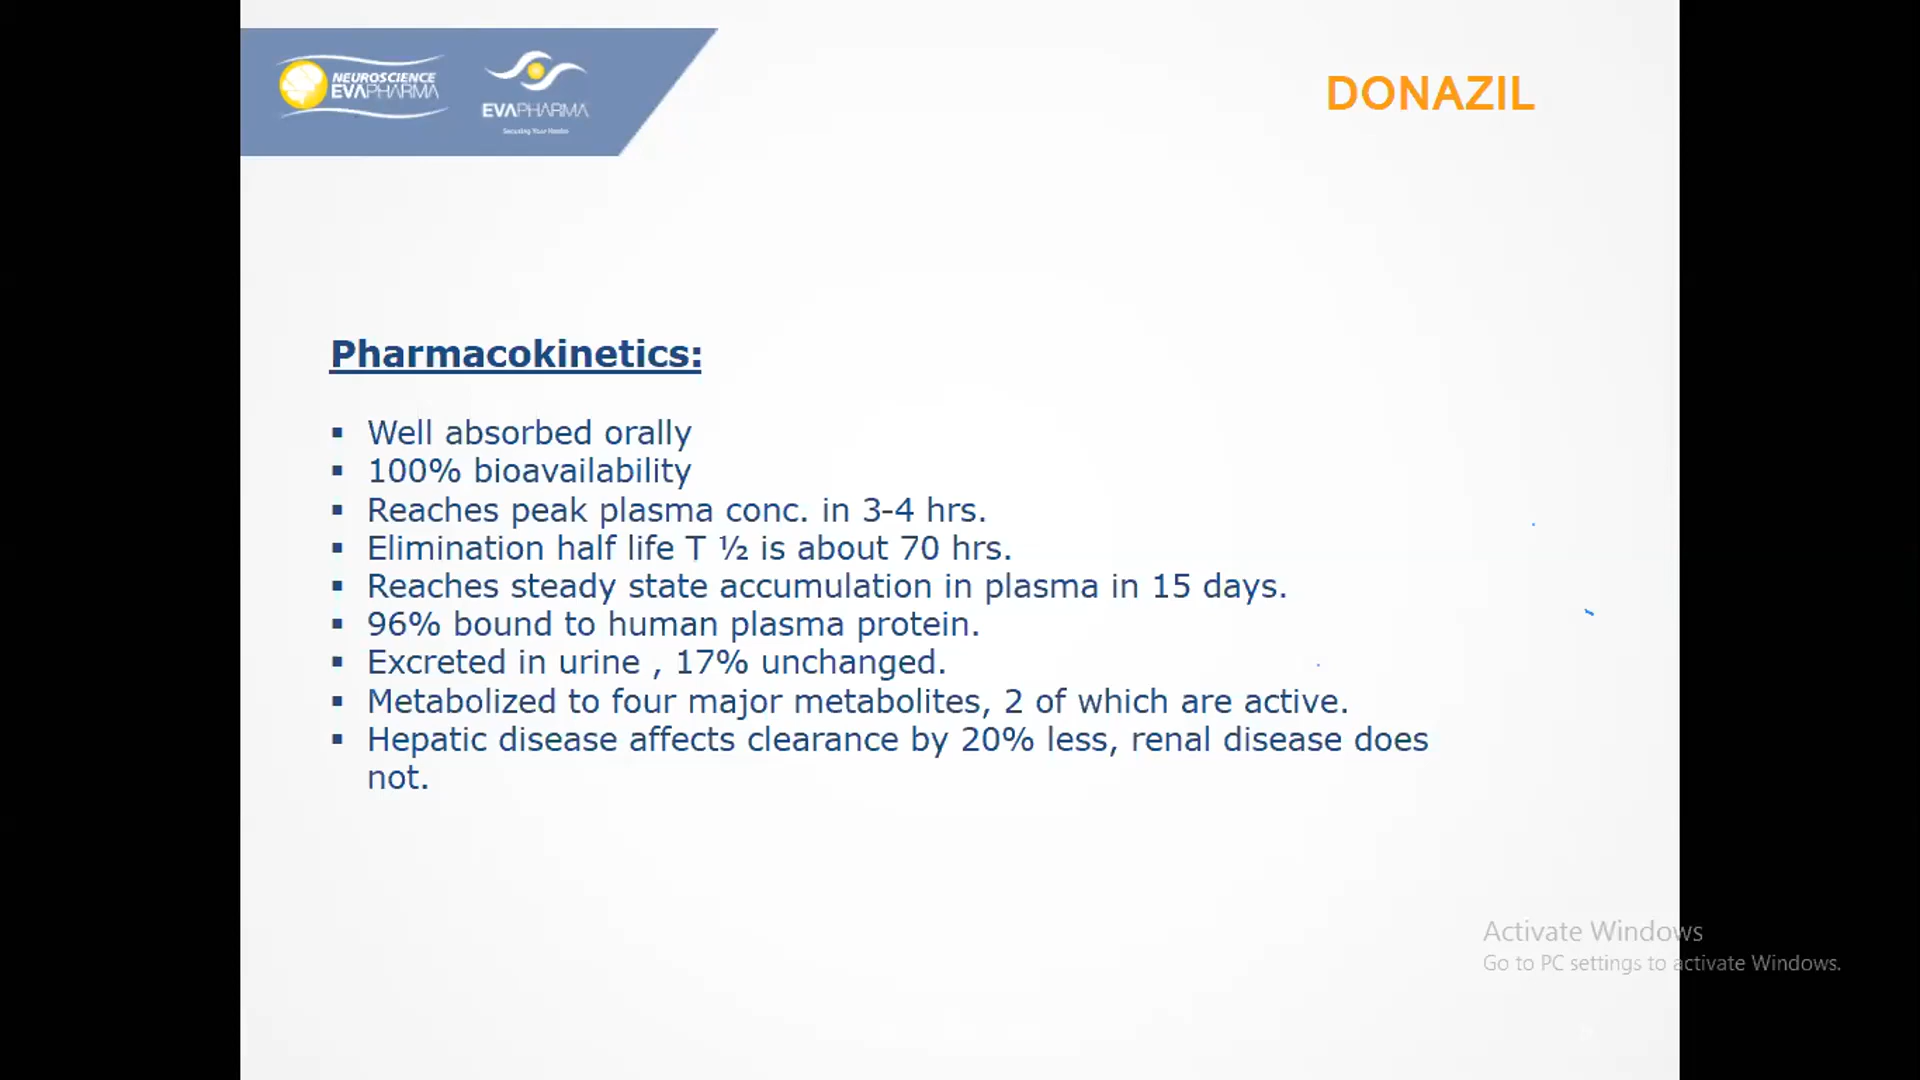 NEUROSCIENCE
EVAPHARMA
EVAPHARMA
Securing Your Health
DONAZIL
Pharmacokinetics:
▪ Well absorbed orally
▪ 100% bioavailability
▪ Reaches peak plasma conc. in 3-4 hrs.
▪ Elimination half life T ½ is about 70 hrs.
▪ Reaches steady state accumulation in plasma in 15 days.
▪ 96% bound to human plasma protein.
▪ Excreted in urine , 17% unchanged.
▪ Metabolized to four major metabolites, 2 of which are active.
▪ Hepatic disease affects clearance by 20% less, renal disease does
not.
Activate Windows
Go to PC settings to activate Windows.